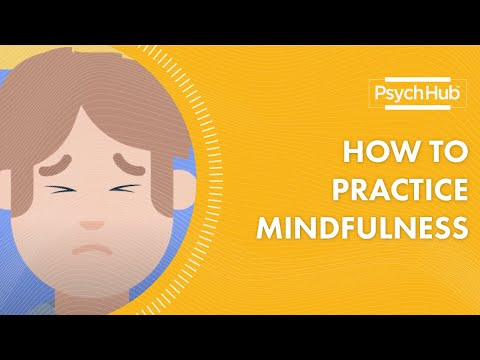 PsychHub
HOW TO
PRACTICE
MINDFULNESS